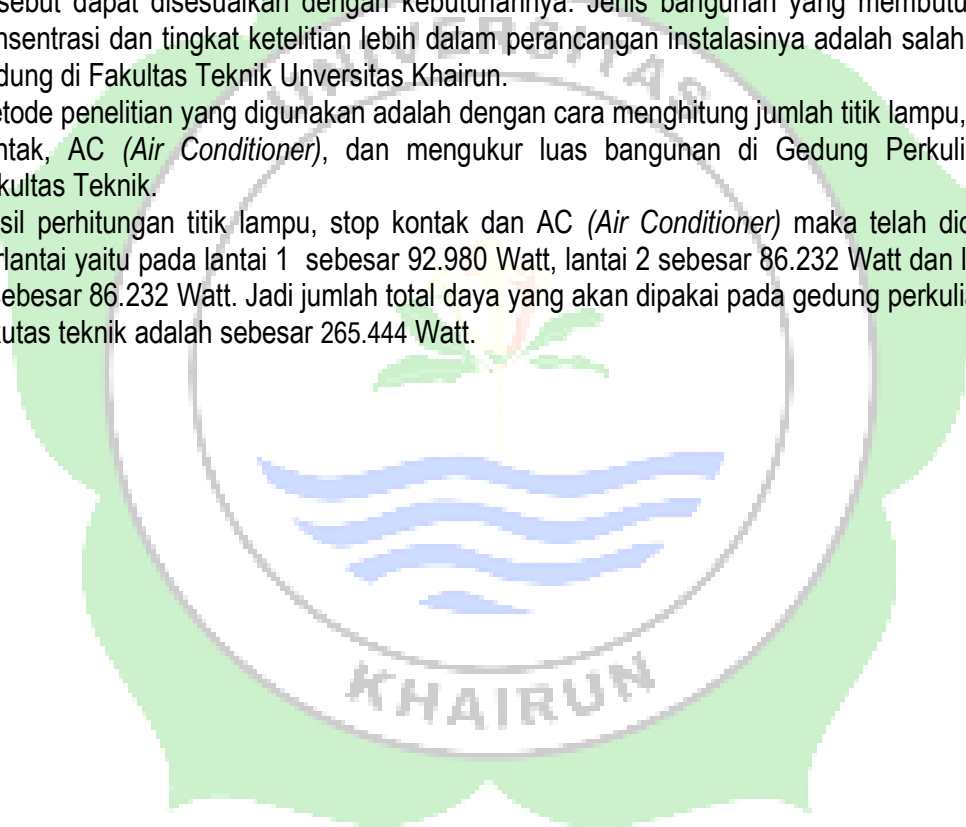 sebut dapat disesuaikan dengan kebutuhannya. Jenis bangunan yang membutu
nsentrasi dan tingkat ketelitian lebih dalam perancangan instalasinya adalah salah
dung di Fakultas Teknik Unversitas Khairun.
etode penelitian yang digunakan adalah dengan cara menghitung jumlah titik lampu,
ntak, AC (Air Conditioner), dan mengukur luas bangunan di Gedung Perkuli
kultas Teknik.
sil perhitungan titik lampu, stop kontak dan AC (Air Conditioner) maka telah di
rlantai yaitu pada lantai 1 sebesar 92.980 Watt, lantai 2 sebesar 86.232 Watt dan l
sebesar 86.232 Watt. Jadi jumlah total daya yang akan dipakai pada gedung perkulia
kutas teknik adalah sebesar 265.444 Watt.
UNIVERSITAS
KHAIRUN